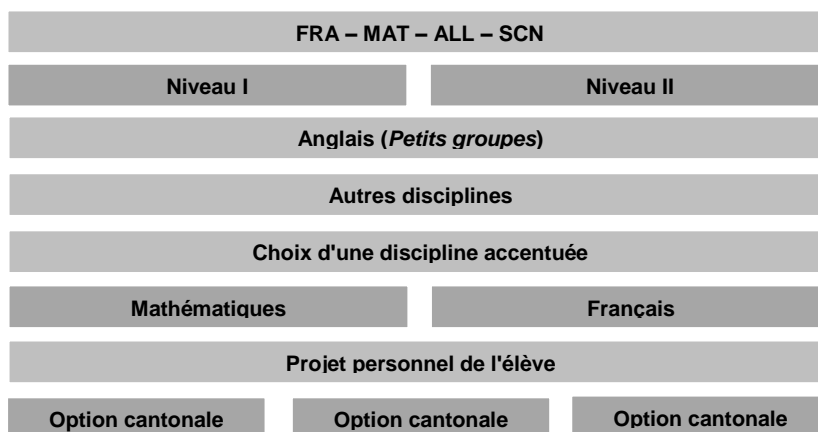 FRA – MAT – ALL – SCN
Niveau I
Niveau II
Anglais (Petits groupes)
Autres disciplines
Choix d'une discipline accentuée
Mathématiques
Français
Projet personnel de l'élève
Option cantonale
Option cantonale
Option cantonale